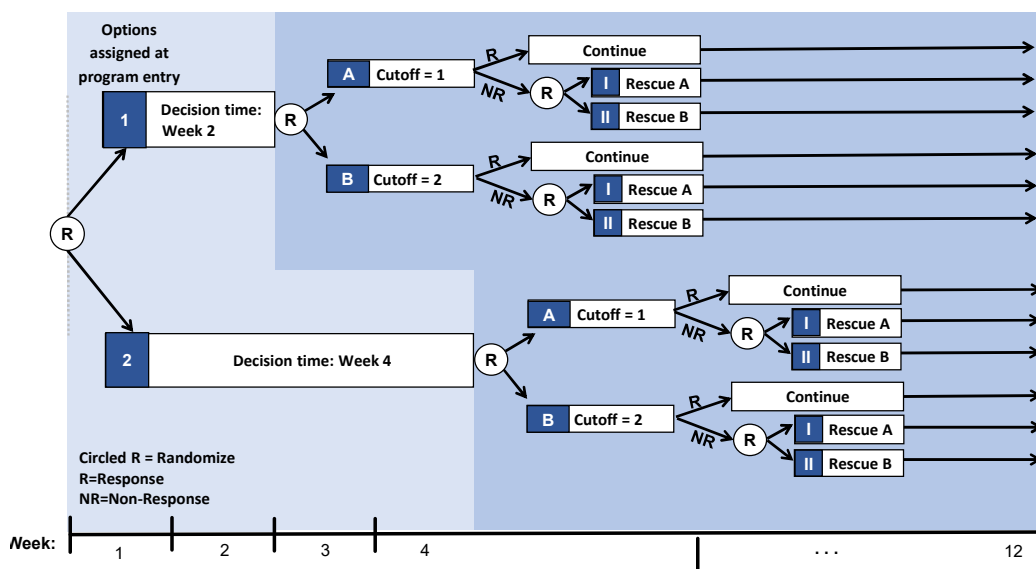 Options
assigned at
program entry
1
Decision time:
Week 2
R
A
Cutoff = 1
R
NR
Continue
R
I
Rescue A
II
Rescue B
B
Cutoff = 2
R
NR
Continue
R
I
Rescue A
II
Rescue B
R
2
Decision time: Week 4
R
A
Cutoff = 1
R
NR
Continue
R
I
Rescue A
II
Rescue B
B
Cutoff = 2
R
NR
Continue
R
I
Rescue A
II
Rescue B
Circled R = Randomize
R=Response
NR=Non-Response
Week: 1 2 3 4 ... 12